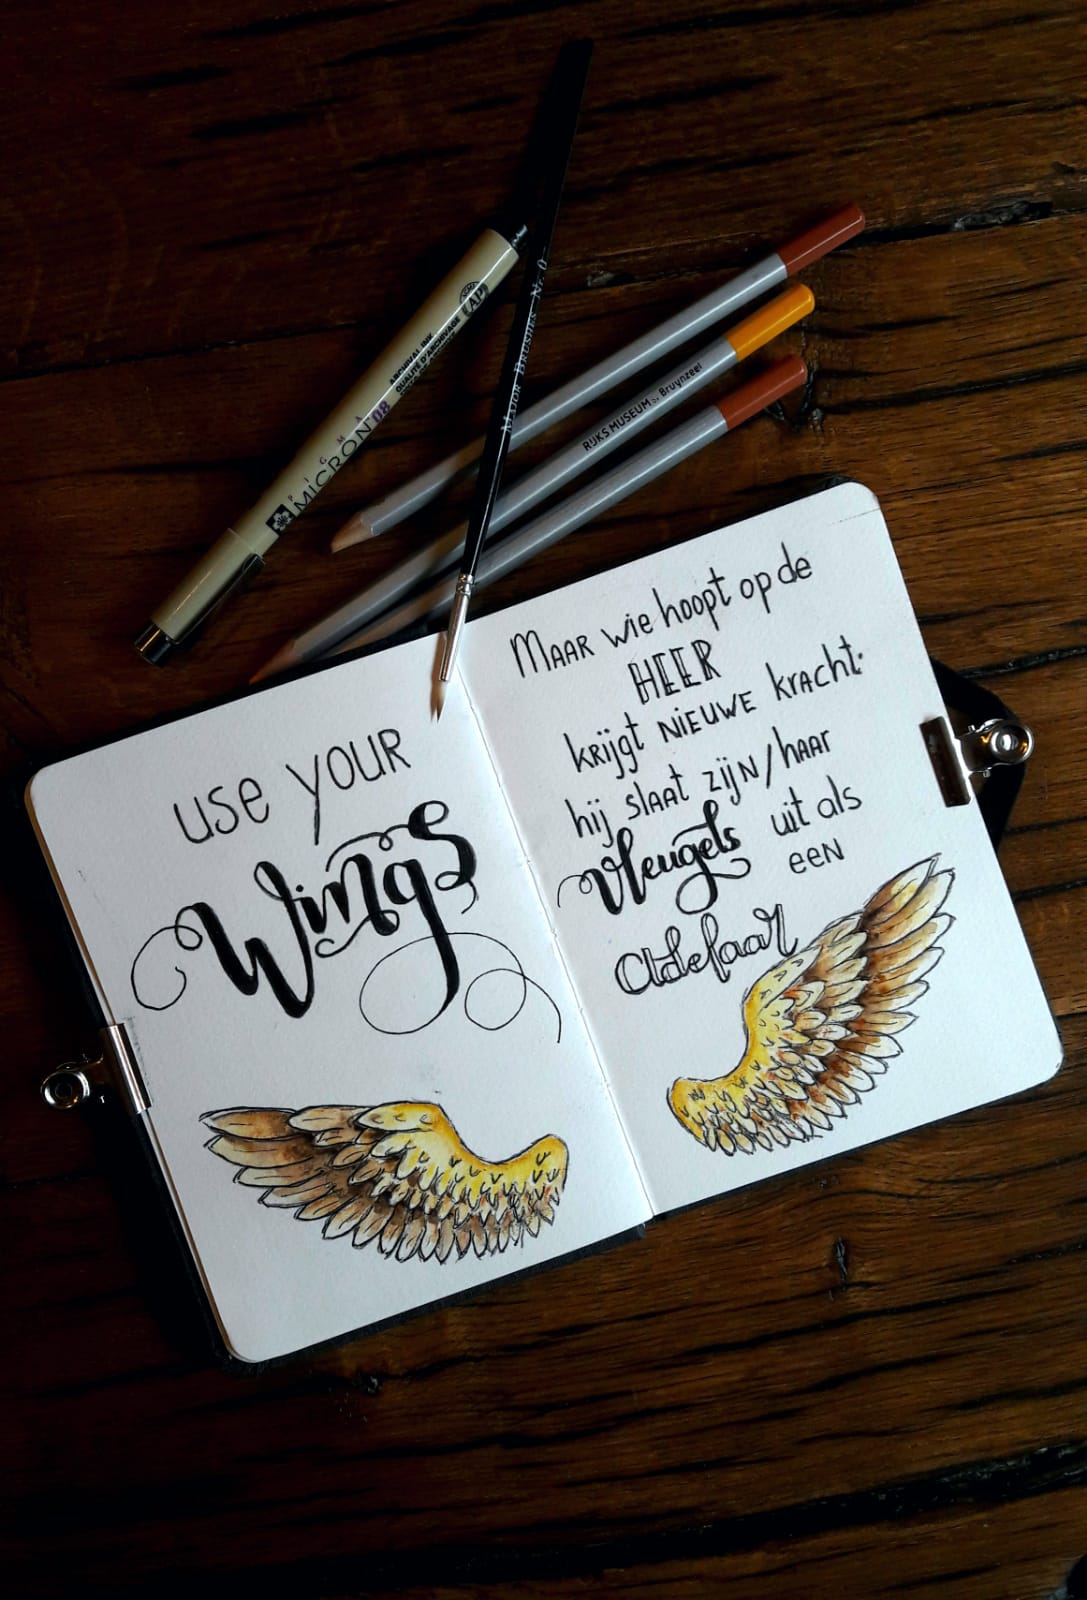 ARCHIVAL INK
QUALITÉ D'ARCHIVAGE
AP
PIGMA
MICRON 08
MAJOR BRUSHES Nr. 0
RIJKS MUSEUM Bruynzeel
use your
Wings
Maar wie hoopt op de
HEER
krijgt nieuwe kracht.
hij slaat zijn/haar
Vleugels uit als
een
adelaar